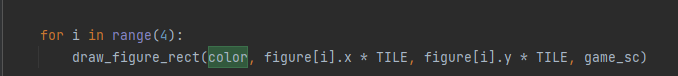 for i in range(4):
    draw_figure_rect(color, figure[i].x * TILE, figure[i].y * TILE, game_sc)